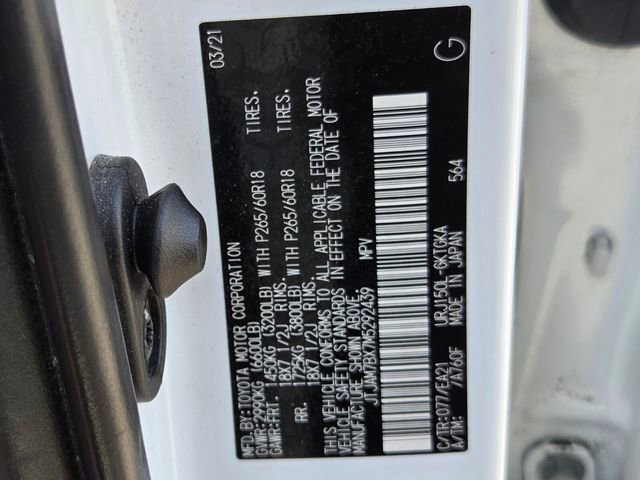 MFD.BY:TOYOTA MOTOR CORPORATION 03/21
GVWR:2990KG (6600LB)
GAWR:FRT. 1450KG (3200LB) WITH P265/60R18 TIRES.
18X7 1/2J RIMS.
RR. 1725KG (3800LB) WITH P265/60R18 TIRES.
18X7 1/2J RIMS.
THIS VEHICLE CONFORMS TO ALL APPLICABLE FEDERAL MOTOR
VEHICLE SAFETY STANDARDS IN EFFECT ON THE DATE OF
MANUFACTURE SHOWN ABOVE.
JTJAM7BX7M5292439 MPV
C/TR:077/EA21 URJ150L-GKTGKA
A/TM: /A760F MADE IN JAPAN 564
G